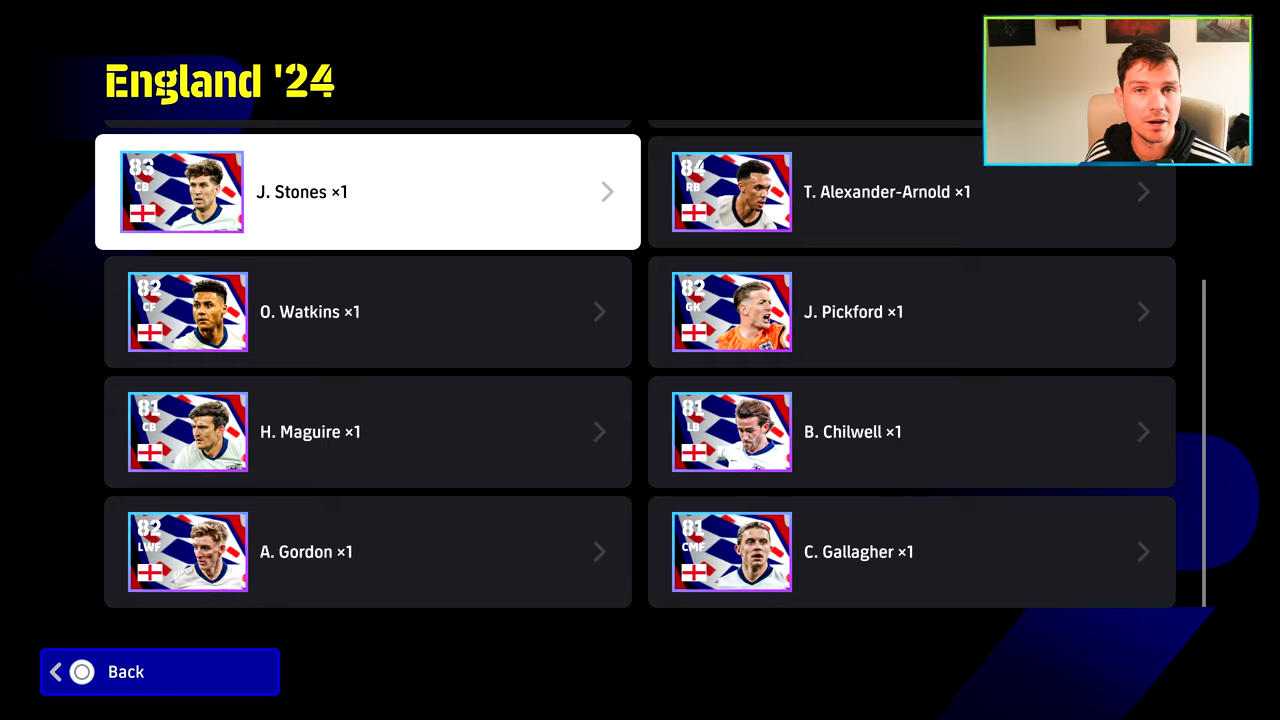 England '24
83
CB
J. Stones ×1
84
RB
T. Alexander-Arnold ×1
82
CF
O. Watkins ×1
82
GK
J. Pickford ×1
81
CB
H. Maguire ×1
81
LB
B. Chilwell ×1
82
LWF
A. Gordon ×1
81
CMF
C. Gallagher ×1
Back